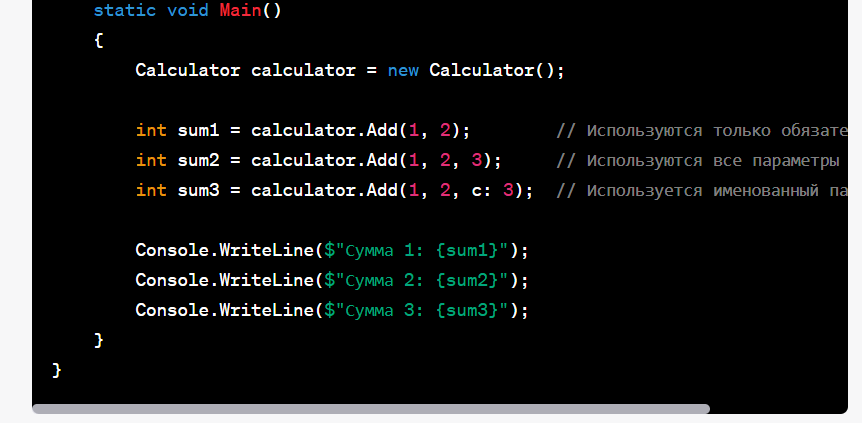 static void Main()
{
Calculator calculator = new Calculator();
int sum1 = calculator.Add(1, 2); // Используются только
int sum2 = calculator.Add(1, 2, 3); // Используются все параметры
int sum3 = calculator.Add(1, 2, c: 3); // Используется именованный
Console.WriteLine($"Сумма 1: {sum1}");
Console.WriteLine($"Сумма 2: {sum2}");
Console.WriteLine($"Сумма 3: {sum3}");
}
}